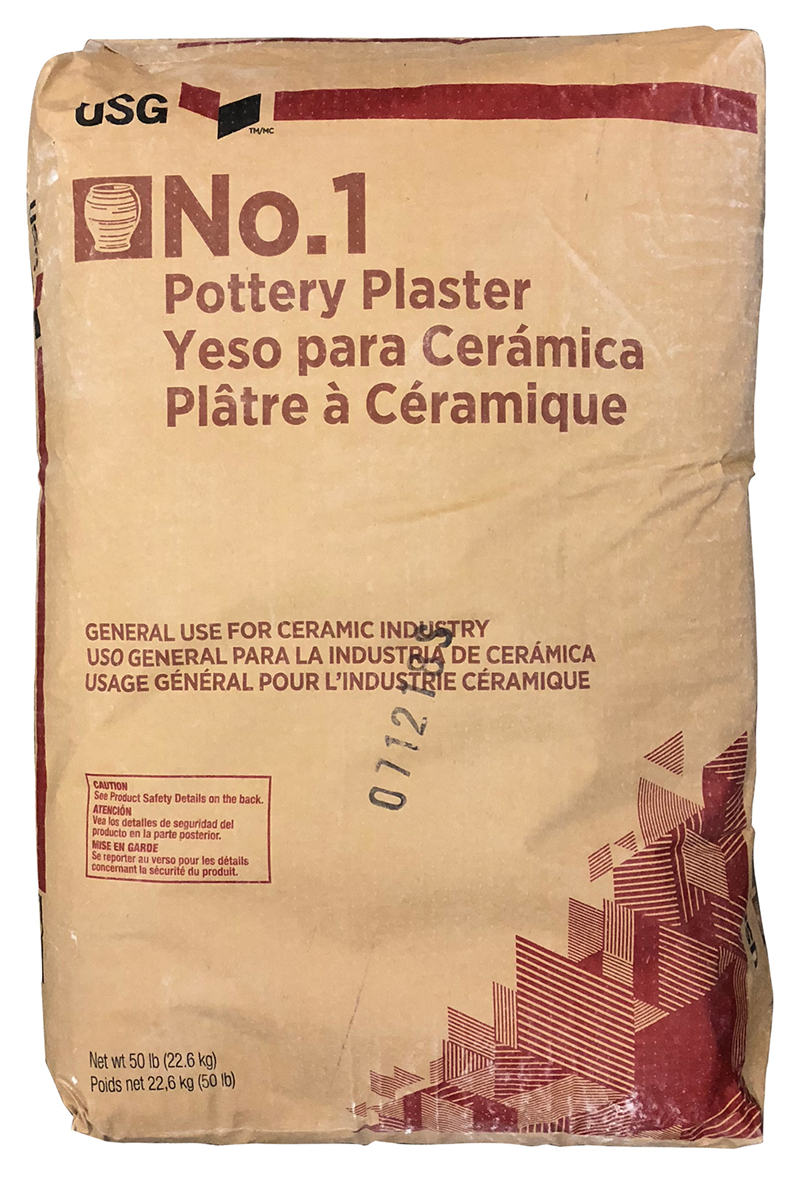 USG
TM/MC
No.1
Pottery Plaster
Yeso para Cerámica
Plâtre à Céramique
GENERAL USE FOR CERAMIC INDUSTRY
USO GENERAL PARA LA INDUSTRIA DE CERÁMICA
USAGE GÉNÉRAL POUR L'INDUSTRIE CÉRAMIQUE
CAUTION
See Product Safety Details on the back.
ATENCIÓN
Vea los detalles de seguridad del
producto en la parte posterior.
MISE EN GARDE
Se reporter au verso pour les détails
concernant la sécurité du produit.
Net wt 50 lb (22.6 kg)
Poids net 22,6 kg (50 lb)